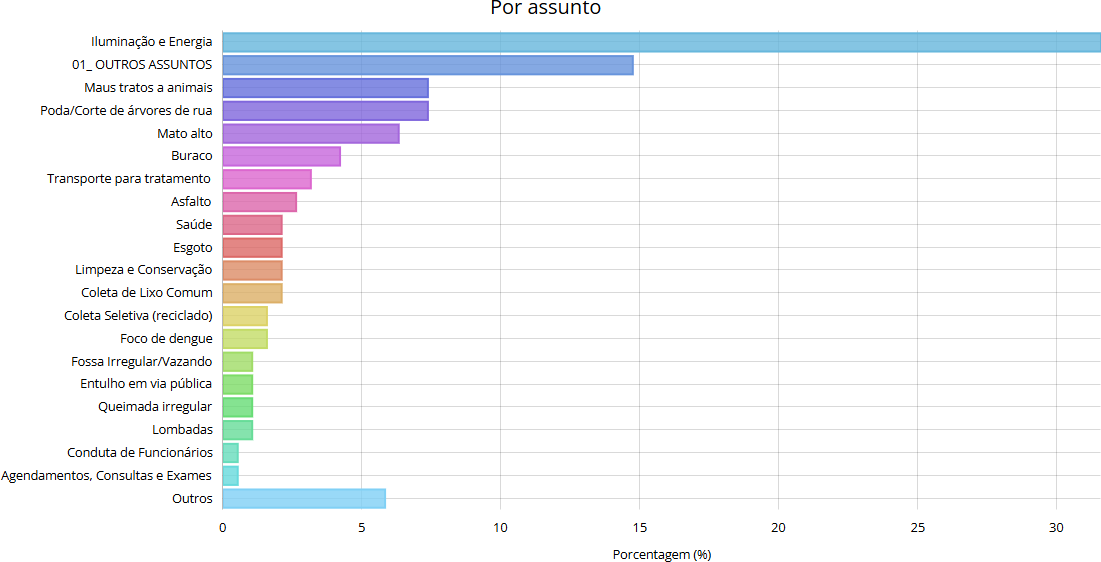 Por assunto
Iluminação e Energia
01_ OUTROS ASSUNTOS
Maus tratos a animais
Poda/Corte de árvores de rua
Mato alto
Buraco
Transporte para tratamento
Asfalto
Saúde
Esgoto
Limpeza e Conservação
Coleta de Lixo Comum
Coleta Seletiva (reciclado)
Foco de dengue
Fossa Irregular/Vazando
Entulho em via pública
Queimada irregular
Lombadas
Conduta de Funcionários
Agendamentos, Consultas e Exames
Outros
0 5 10 15 20 25 30
Porcentagem (%)